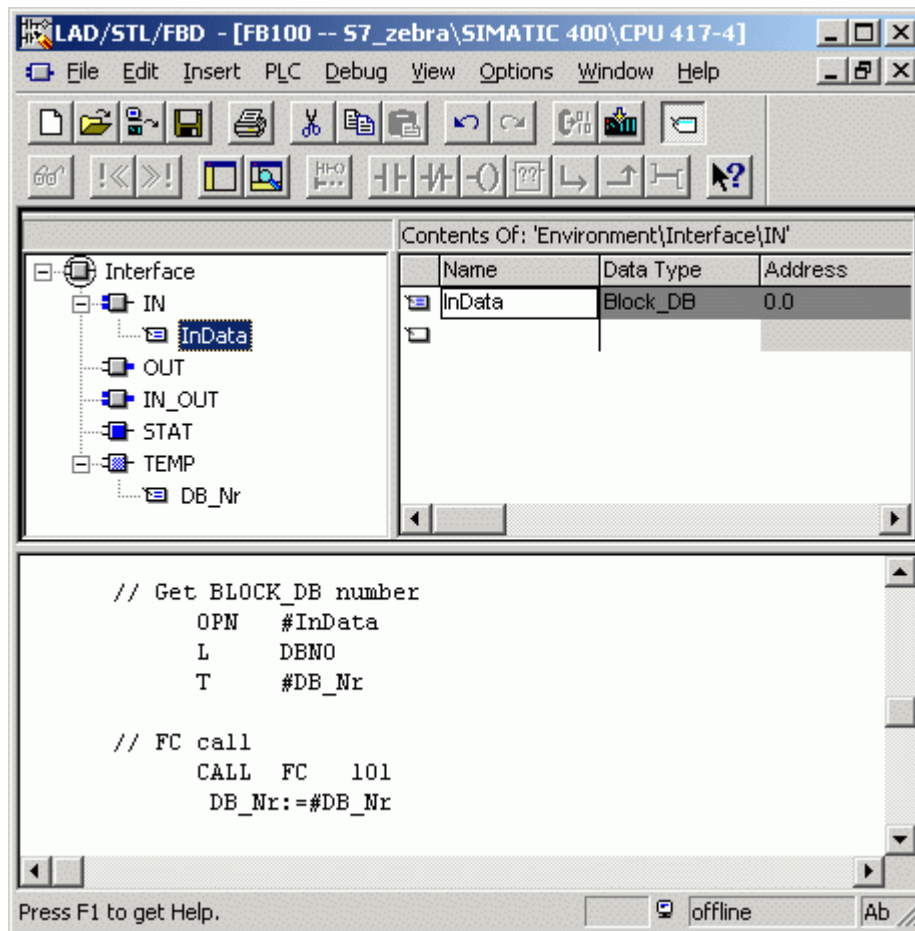 LAD/STL/FBD - [FB100 -- S7_zebra\SIMATIC 400\CPU 417-4]
File Edit Insert PLC Debug View Options Window Help
Contents Of: 'Environment\Interface\IN'
Name Data Type Address
Interface
IN
InData
OUT
IN_OUT
STAT
TEMP
DB_Nr
InData Block_DB 0.0
// Get BLOCK_DB number
OPN #InData
L DBNO
T #DB_Nr
// FC call
CALL FC 101
DB_Nr:=#DB_Nr
Press F1 to get Help. offline Ab